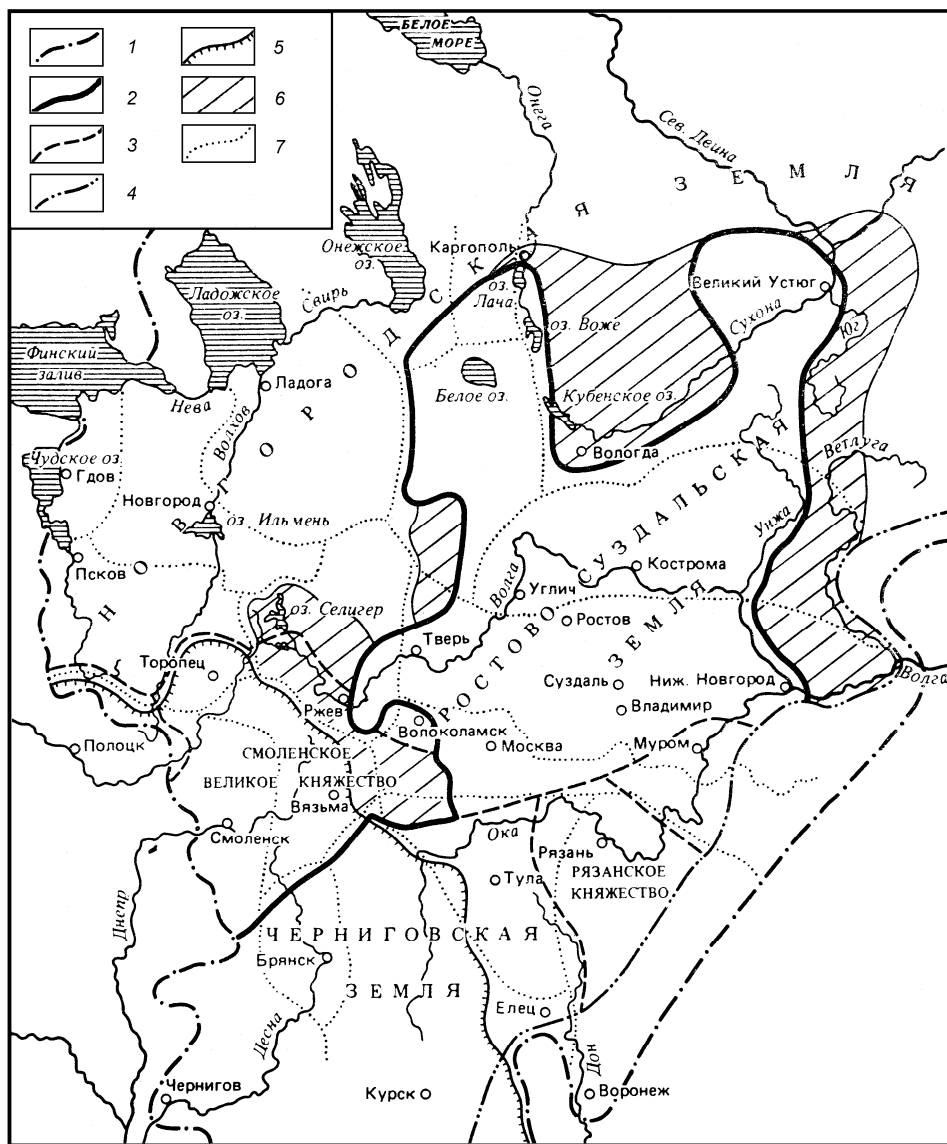 1
2
3
4
5
6
7
БЕЛОЕ
МОРЕ
Онега
Сев. Двина
НОВГОРОДСКАЯ ЗЕМЛЯ
Онежское
оз.
Каргополь
оз.
Лача
Великий Устюг
Ладожское
оз.
Свирь
оз. Воже
Сухона
Юг
Финский
залив
Ладога
Белое оз.
Кубенское оз.
Нева
Волхов
Вологда
Ветлуга
Чудское оз.
Гдов
Новгород
оз. Ильмень
Унжа
Псков
Кострома
Волга
Углич
оз. Селигер
Ростов
РОСТОВО СУЗДАЛЬСКАЯ
ЗЕМЛЯ
Тверь
Торопец
Суздаль
Ниж. Новгород
Волга
Ржев
Владимир
Волоколамск
Полоцк
Москва
Муром
СМОЛЕНСКОЕ
ВЕЛИКОЕ КНЯЖЕСТВО
Вязьма
Смоленск
Ока
Рязань
РЯЗАНСКОЕ
КНЯЖЕСТВО
Тула
Днепр
ЧЕРНИГОВСКАЯ
ЗЕМЛЯ
Брянск
Елец
Десна
Дон
Чернигов
Курск
Воронеж